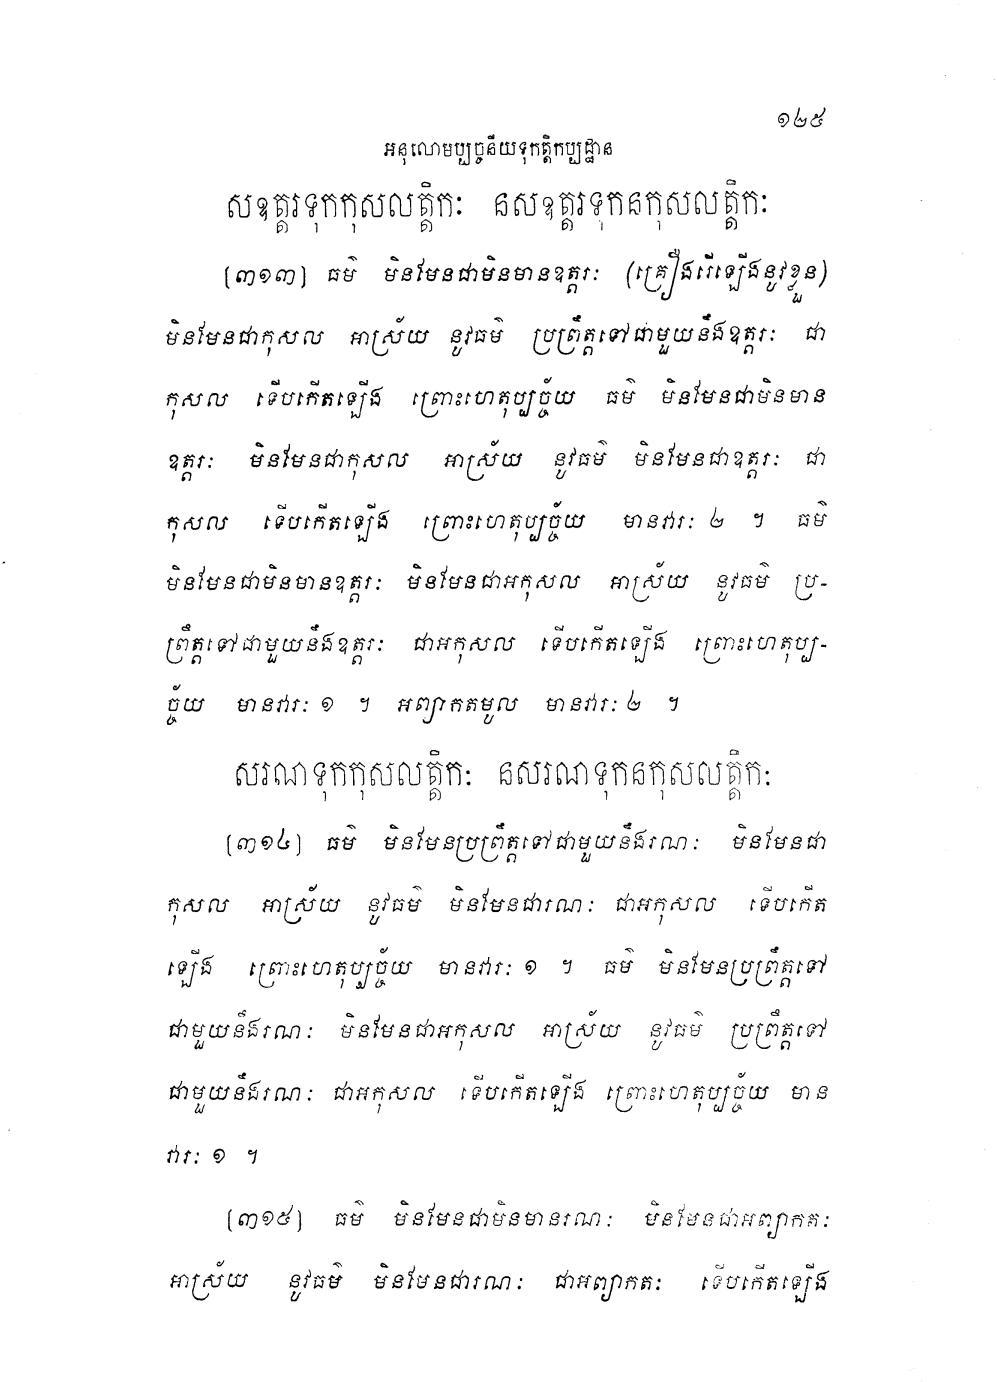 ១២៥
អនុលោមប្បច្ចនីយទុកត្តិកប្បដ្ឋាន
សឧត្តរទុកកុសលត្តិកៈ នសឧត្តរទុកនកុសលត្តិកៈ
[៣១៣] ធម៌ មិនមែនជាមិនមានឧត្តរៈ (គ្រឿងរើឡើងនូវខ្លួន)
មិនមែនជាកុសល អាស្រ័យ នូវធម៌ ប្រព្រឹត្តទៅជាមួយនឹងឧត្តរៈ ជា
កុសល ទើបកើតឡើង ព្រោះហេតុប្បច្ច័យ ធម៌ មិនមែនជាមិនមាន
ឧត្តរៈ មិនមែនជាកុសល អាស្រ័យ នូវធម៌ មិនមែនជាឧត្តរៈ ជា
កុសល ទើបកើតឡើង ព្រោះហេតុប្បច្ច័យ មានវារៈ ២ ។ ធម៌
មិនមែនជាមិនមានឧត្តរៈ មិនមែនជាអកុសល អាស្រ័យ នូវធម៌ ប្រ-
ព្រឹត្តទៅជាមួយនឹងឧត្តរៈ ជាអកុសល ទើបកើតឡើង ព្រោះហេតុប្ប-
ច្ច័យ មានវារៈ ១ ។ អព្យាកតមូល មានវារៈ ២ ។
សរណទុកកុសលត្តិកៈ នសរណទុកនកុសលត្តិកៈ
[៣១៤] ធម៌ មិនមែនប្រព្រឹត្តទៅជាមួយនឹងរណៈ មិនមែនជា
កុសល អាស្រ័យ នូវធម៌ មិនមែនជារណៈ ជាអកុសល ទើបកើត
ឡើង ព្រោះហេតុប្បច្ច័យ មានវារៈ ១ ។ ធម៌ មិនមែនប្រព្រឹត្តទៅ
ជាមួយនឹងរណៈ មិនមែនជាអកុសល អាស្រ័យ នូវធម៌ ប្រព្រឹត្តទៅ
ជាមួយនឹងរណៈ ជាអកុសល ទើបកើតឡើង ព្រោះហេតុប្បច្ច័យ មាន
វារៈ ១ ។
[៣១៥] ធម៌ មិនមែនជាមិនមានរណៈ មិនមែនជាអព្យាកតៈ
អាស្រ័យ នូវធម៌ មិនមែនជារណៈ ជាអព្យាកតៈ ទើបកើតឡើង